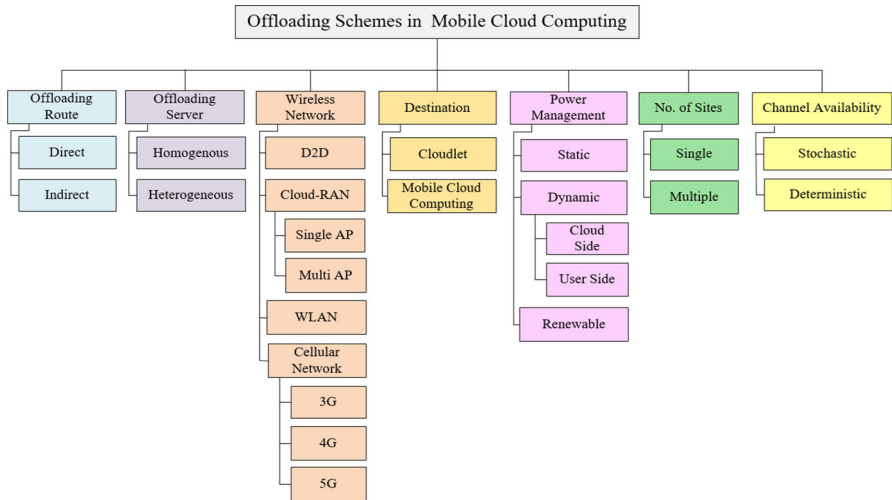 Offloading Schemes in Mobile Cloud Computing
Offloading
Route
Direct
Indirect
Offloading
Server
Homogenous
Heterogeneous
Wireless
Network
D2D
Cloud-RAN
Single AP
Multi AP
WLAN
Cellular
Network
3G
4G
5G
Destination
Cloudlet
Mobile Cloud
Computing
Power
Management
Static
Dynamic
Cloud
Side
User Side
Renewable
No. of Sites
Single
Multiple
Channel Availability
Stochastic
Deterministic